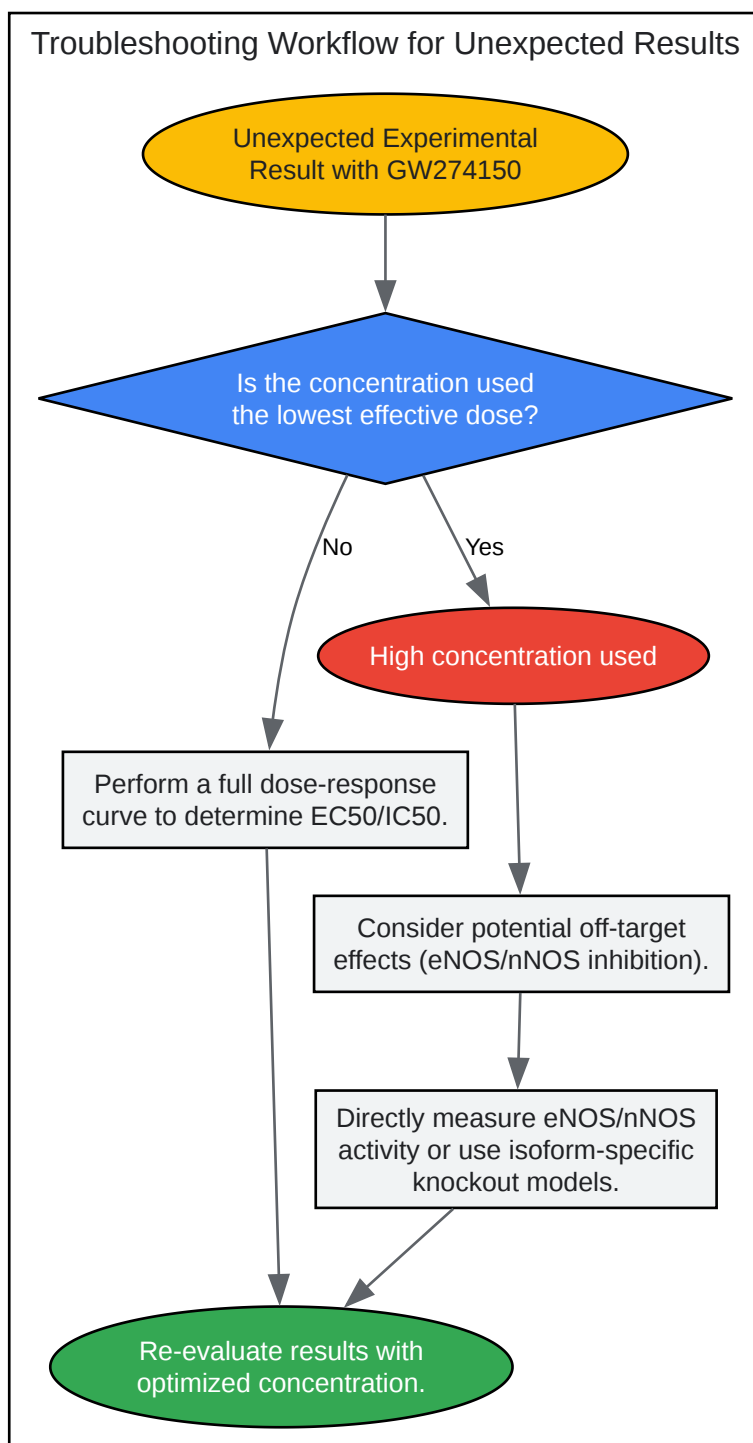 Troubleshooting Workflow for Unexpected Results
Unexpected Experimental
Result with GW274150
Is the concentration used
the lowest effective dose?
No
Yes
High concentration used
Perform a full dose-response
curve to determine EC50/IC50.
Consider potential off-target
effects (eNOS/nNOS inhibition).
Directly measure eNOS/nNOS
activity or use isoform-specific
knockout models.
Re-evaluate results with
optimized concentration.